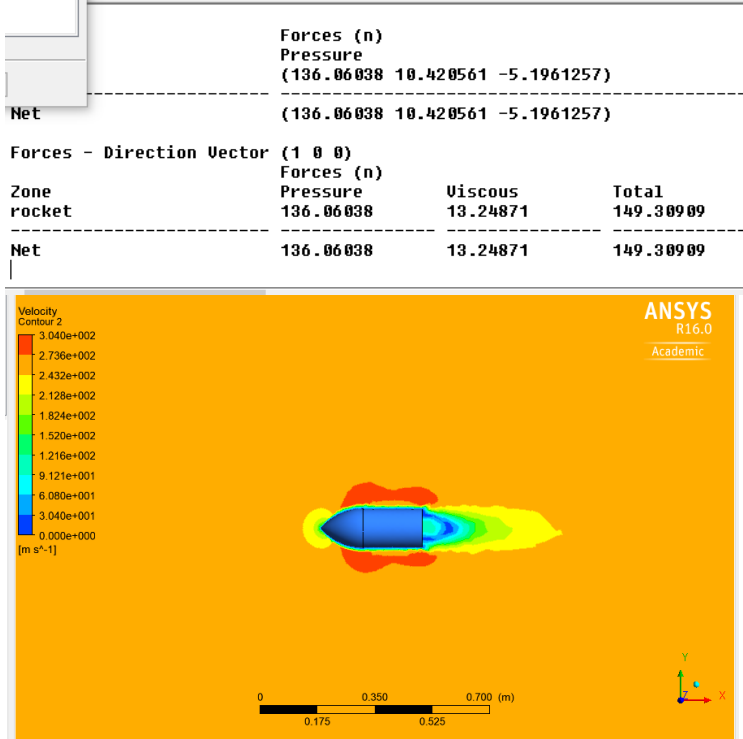 Forces (n)
Pressure
(136.06038 10.420561 -5.1961257)
--------------------- ------------------------------------
Net (136.06038 10.420561 -5.1961257)
Forces - Direction Vector (1 0 0)
Forces (n)
Zone Pressure Viscous Total
rocket 136.06038 13.24871 149.30909
------------------------- --------------- --------------- -------------
Net 136.06038 13.24871 149.30909
Velocity
Contour 2
3.040e+002
2.736e+002
2.432e+002
2.128e+002
1.824e+002
1.520e+002
1.216e+002
9.121e+001
6.080e+001
3.040e+001
0.000e+000
[m s^-1]
ANSYS
R16.0
Academic
0 0.350 0.700 (m)
0.175 0.525
Y
Z X